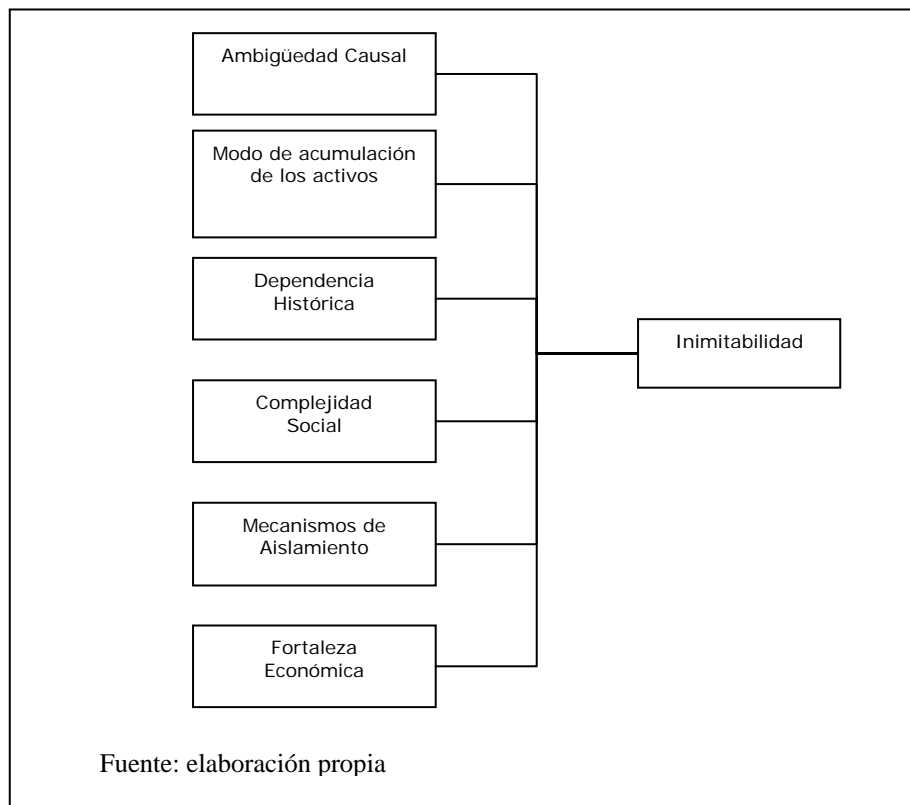 Ambigüedad Causal
Modo de acumulación
de los activos
Dependencia
Histórica
Inimitabilidad
Complejidad
Social
Mecanismos de
Aislamiento
Fortaleza
Económica
Fuente: elaboración propia